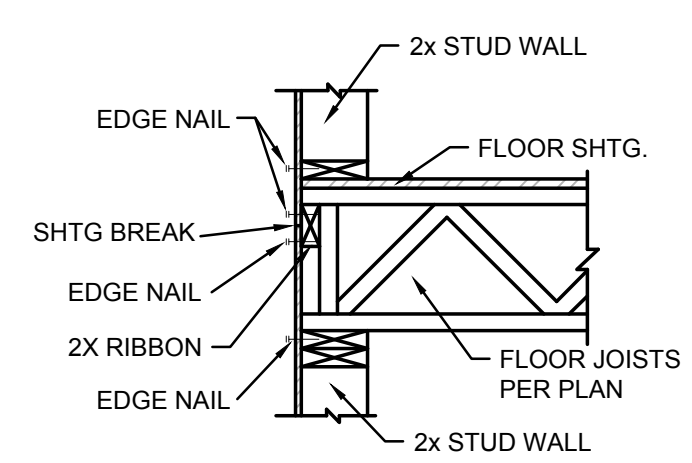 2x STUD WALL
EDGE NAIL
FLOOR SHTG.
SHTG BREAK
EDGE NAIL
2X RIBBON
FLOOR JOISTS
PER PLAN
EDGE NAIL
2x STUD WALL